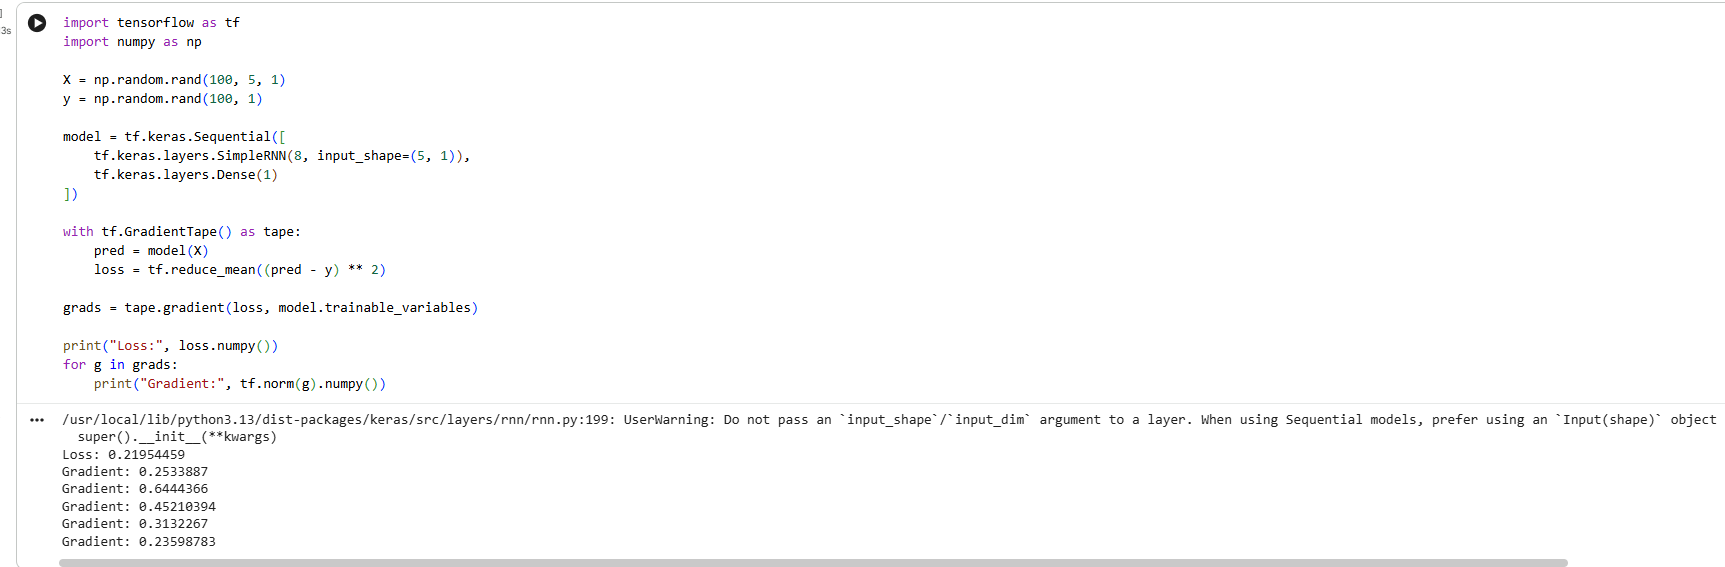 ]
3s
import tensorflow as tf
import numpy as np

X = np.random.rand(100, 5, 1)
y = np.random.rand(100, 1)

model = tf.keras.Sequential([
    tf.keras.layers.SimpleRNN(8, input_shape=(5, 1)),
    tf.keras.layers.Dense(1)
])

with tf.GradientTape() as tape:
    pred = model(X)
    loss = tf.reduce_mean((pred - y) ** 2)

grads = tape.gradient(loss, model.trainable_variables)

print("Loss:", loss.numpy())
for g in grads:
    print("Gradient:", tf.norm(g).numpy())
/usr/local/lib/python3.13/dist-packages/keras/src/layers/rnn/rnn.py:199: UserWarning: Do not pass an `input_shape`/`input_dim` argument to a layer. When using Sequential models, prefer using an `Input(shape)` object
  super().__init__(**kwargs)
Loss: 0.21954459
Gradient: 0.2533887
Gradient: 0.6444366
Gradient: 0.45210394
Gradient: 0.3132267
Gradient: 0.23598783